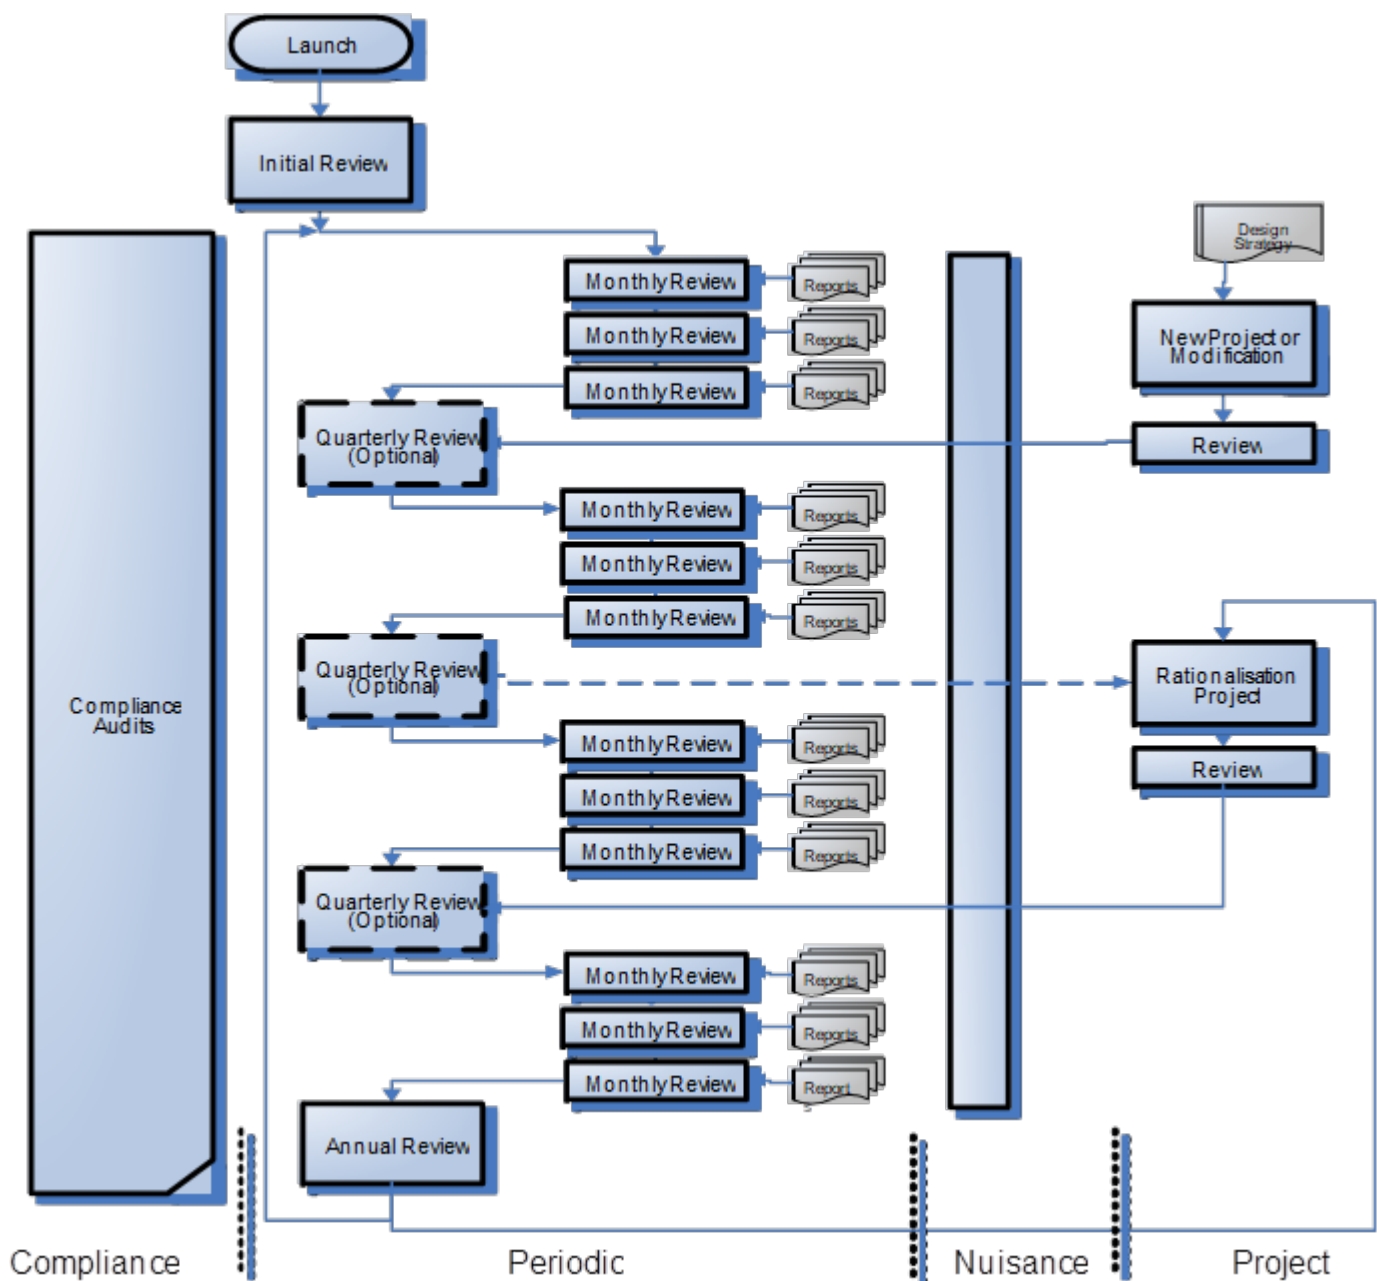 Launch
Initial Review
Design
Strategy
Monthly Review
Reports
Monthly Review
Reports
Monthly Review
Reports
New Project or
Modification
Quarterly Review
(Optional)
Review
Monthly Review
Reports
Monthly Review
Reports
Monthly Review
Reports
Quarterly Review
(Optional)
Rationalisation
Project
Compliance
Audits
Monthly Review
Reports
Review
Monthly Review
Reports
Monthly Review
Reports
Quarterly Review
(Optional)
Monthly Review
Reports
Monthly Review
Reports
Monthly Review
Report
s
Annual Review
Compliance
Periodic
Nuisance
Project